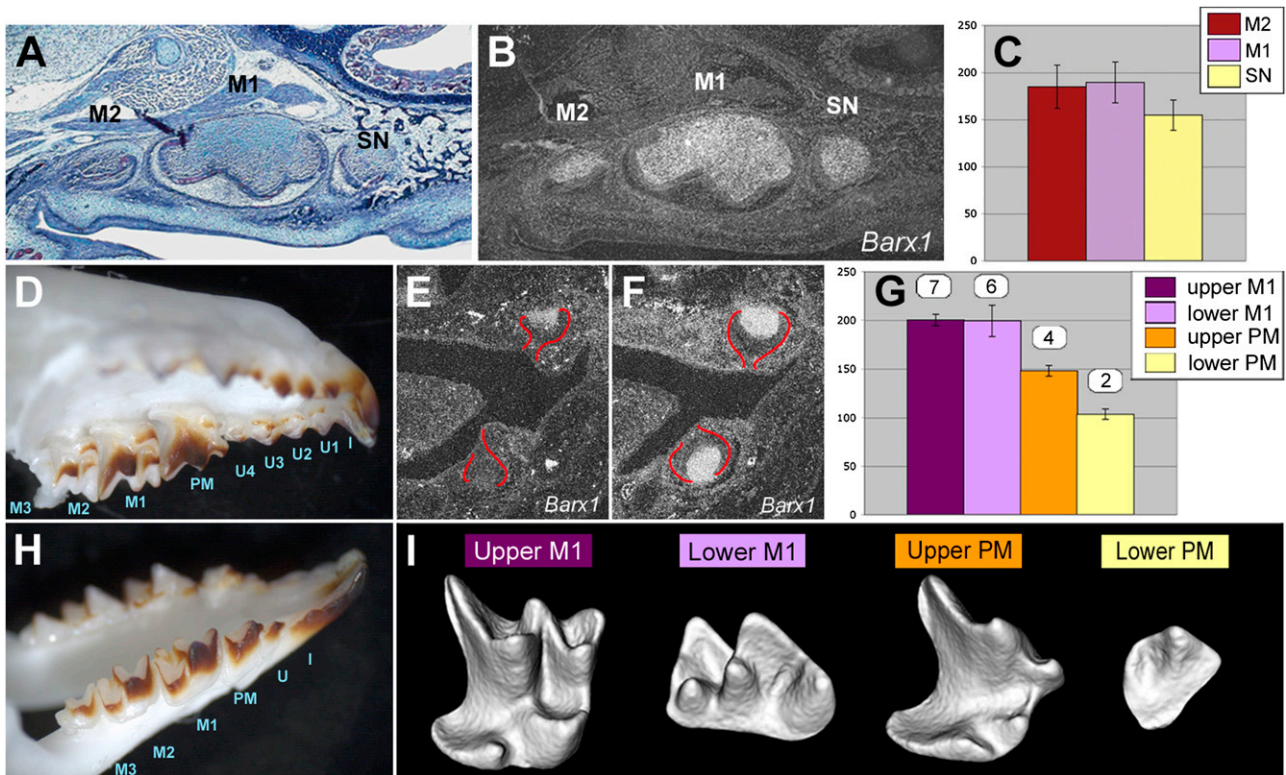 A
M1
M2
SN
B
M1
M2
SN
Barx1
C
250
200
150
100
50
0
M2
M1
SN
D
M3
M2
M1
PM
U4
U3
U2
U1
I
E
Barx1
F
Barx1
G
250
200
150
100
50
0
7
6
4
2
upper M1
lower M1
upper PM
lower PM
H
I
U
PM
M1
M2
M3
I
Upper M1
Lower M1
Upper PM
Lower PM